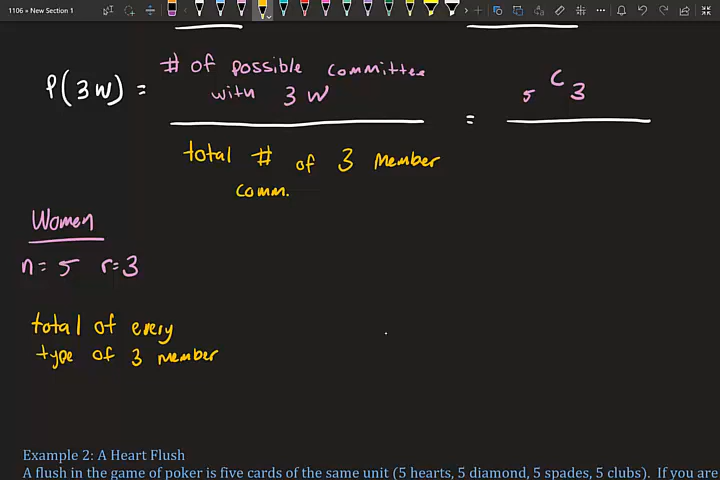 1106 » New Section 1
P(3W) = # of possible committee
with 3 W
total # of 3 member
comm.
= 5 C 3
Women
n = 5 r = 3
total of every
type of 3 member
Example 2: A Heart Flush
A flush in the game of poker is five cards of the same unit (5 hearts, 5 diamond, 5 spades, 5 clubs). If you are